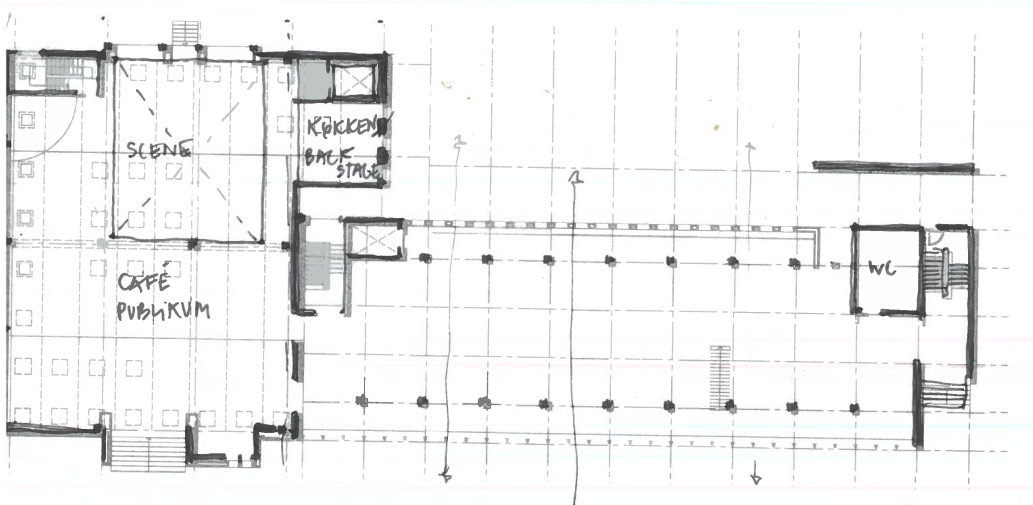 SCENE
KØKKEN
BACK
STAGE
CAFÉ
PUBLIKUM
WC